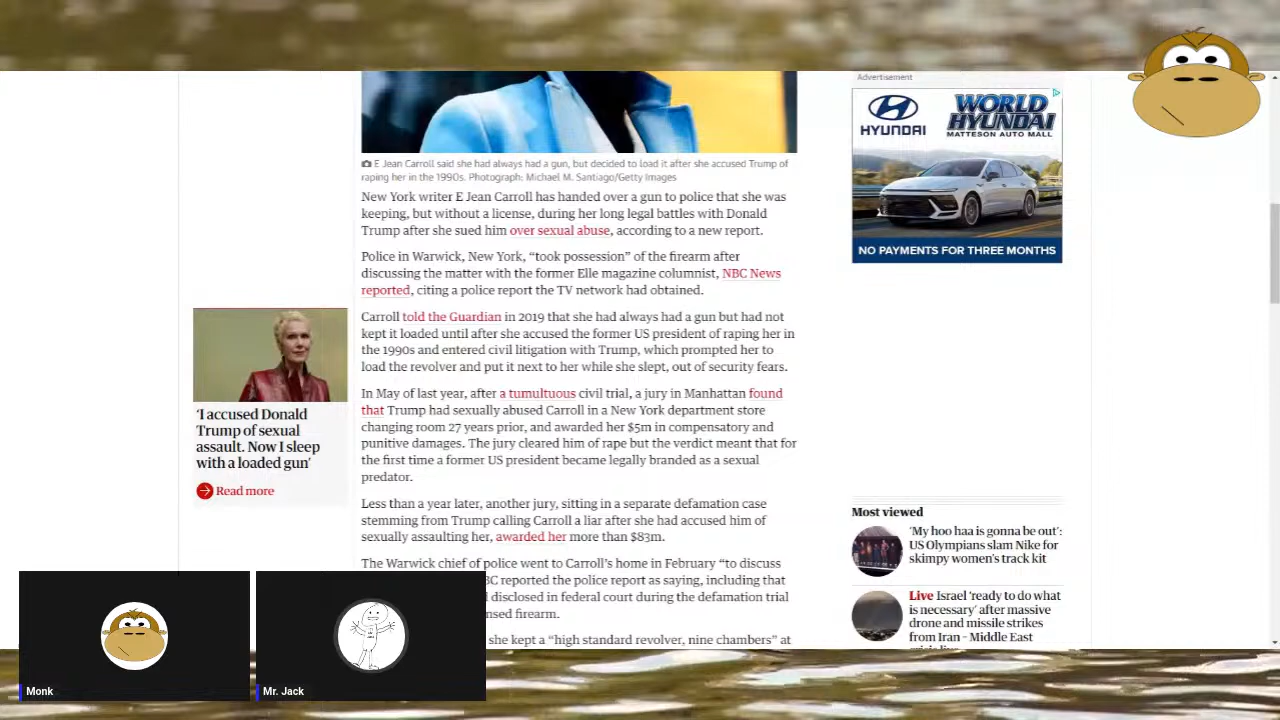 Advertisement
HYUNDAI
WORLD
HYUNDAI
MATTESON AUTO MALL
NO PAYMENTS FOR THREE MONTHS
E Jean Carroll said she had always had a gun, but decided to load it after she accused Trump of
raping her in the 1990s. Photograph: Michael M. Santiago/Getty Images
New York writer E Jean Carroll has handed over a gun to police that she was
keeping, but without a license, during her long legal battles with Donald
Trump after she sued him over sexual abuse, according to a new report.
Police in Warwick, New York, “took possession” of the firearm after
discussing the matter with the former Elle magazine columnist, NBC News
reported, citing a police report the TV network had obtained.
Carroll told the Guardian in 2019 that she had always had a gun but had not
kept it loaded until after she accused the former US president of raping her in
the 1990s and entered civil litigation with Trump, which prompted her to
load the revolver and put it next to her while she slept, out of security fears.
In May of last year, after a tumultuous civil trial, a jury in Manhattan found
that Trump had sexually abused Carroll in a New York department store
changing room 27 years prior, and awarded her $5m in compensatory and
punitive damages. The jury cleared him of rape but the verdict meant that for
the first time a former US president became legally branded as a sexual
predator.
Less than a year later, another jury, sitting in a separate defamation case
stemming from Trump calling Carroll a liar after she had accused him of
sexually assaulting her, awarded her more than $83m.
The Warwick chief of police went to Carroll’s home in February “to discuss
BC reported the police report as saying, including that
disclosed in federal court during the defamation trial
nsed firearm.
she kept a “high standard revolver, nine chambers” at
‘I accused Donald
Trump of sexual
assault. Now I sleep
with a loaded gun’
Read more
Most viewed
‘My hoo haa is gonna be out’:
US Olympians slam Nike for
skimpy women’s track kit
Live Israel ‘ready to do what
is necessary’ after massive
drone and missile strikes
from Iran – Middle East
Monk
Mr. Jack